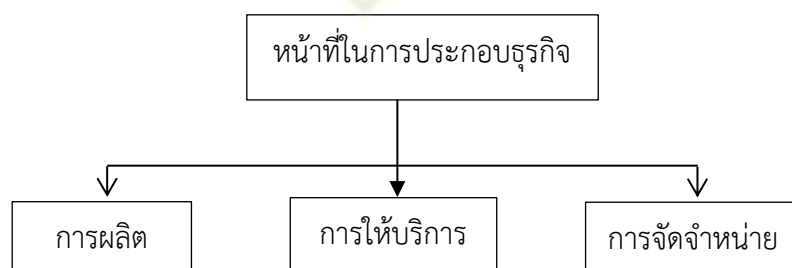 หน้าที่ในการประกอบธุรกิจ
การผลิต
การให้บริการ
การจัดจำหน่าย